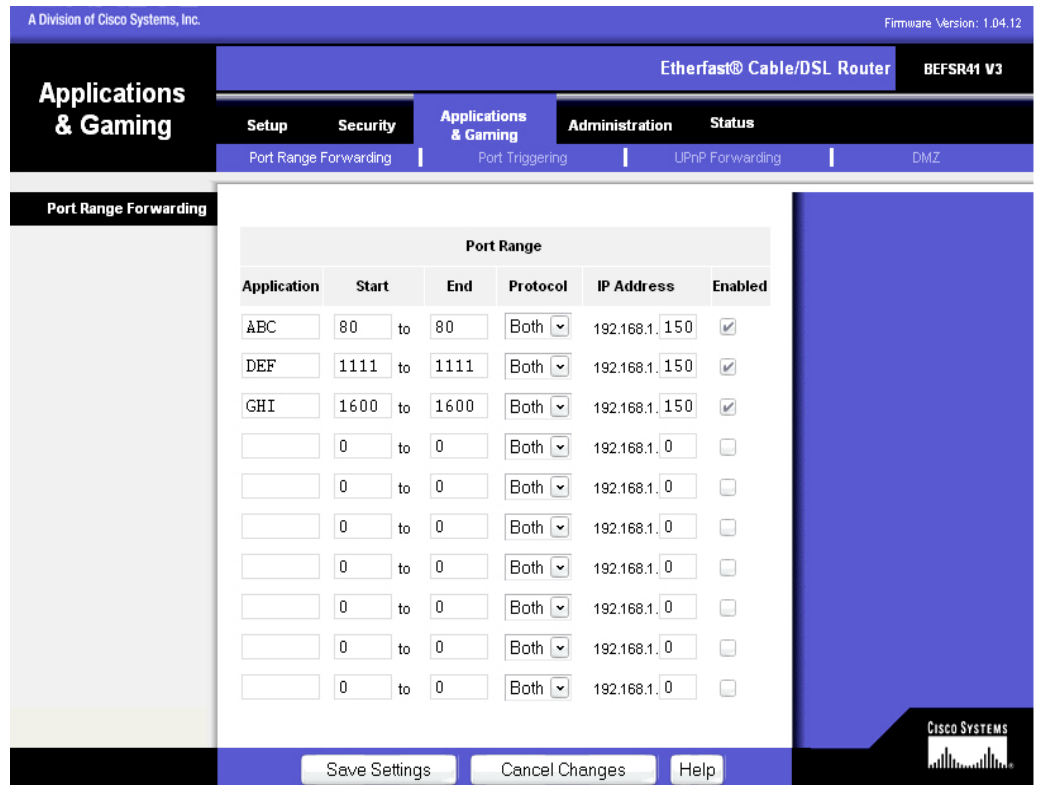 A Division of Cisco Systems, Inc.
Firmware Version: 1.04.12
Etherfast® Cable/DSL Router
BEFSR41 V3
Applications
& Gaming
Setup
Security
Applications
& Gaming
Administration
Status
Port Range Forwarding
Port Triggering
UPnP Forwarding
DMZ
Port Range Forwarding
Port Range
Application Start End Protocol IP Address Enabled
ABC 80 to 80 Both 192.168.1. 150
DEF 1111 to 1111 Both 192.168.1. 150
GHI 1600 to 1600 Both 192.168.1. 150
0 to 0 Both 192.168.1. 0
0 to 0 Both 192.168.1. 0
0 to 0 Both 192.168.1. 0
0 to 0 Both 192.168.1. 0
0 to 0 Both 192.168.1. 0
0 to 0 Both 192.168.1. 0
0 to 0 Both 192.168.1. 0
CISCO SYSTEMS
Save Settings
Cancel Changes
Help